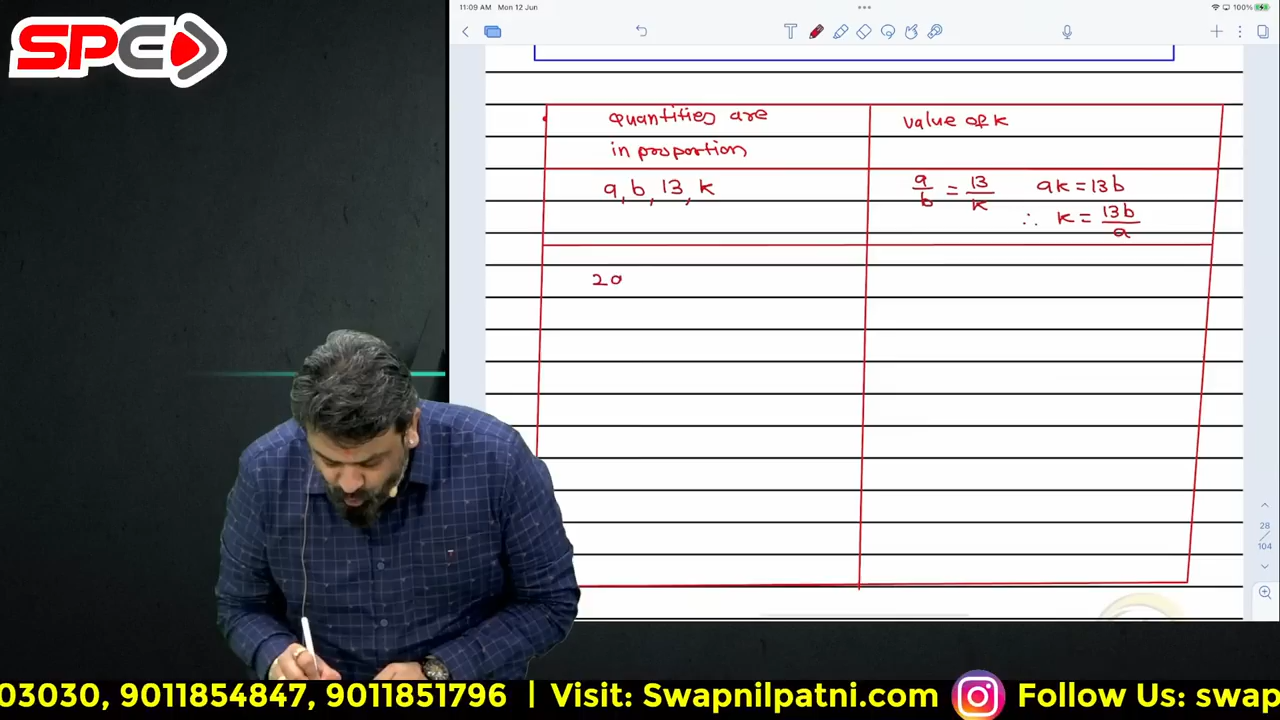 11:09 AM Mon 12 Jun
100%
SPC
T
Quantities are
in proportion
value of k
a, b, 13, k
a/b = 13/k
ak = 13b
∴ k = 13b/a
20
28
/
104
03030, 9011854847, 9011851796 | Visit: Swapnilpatni.com Follow Us: swap